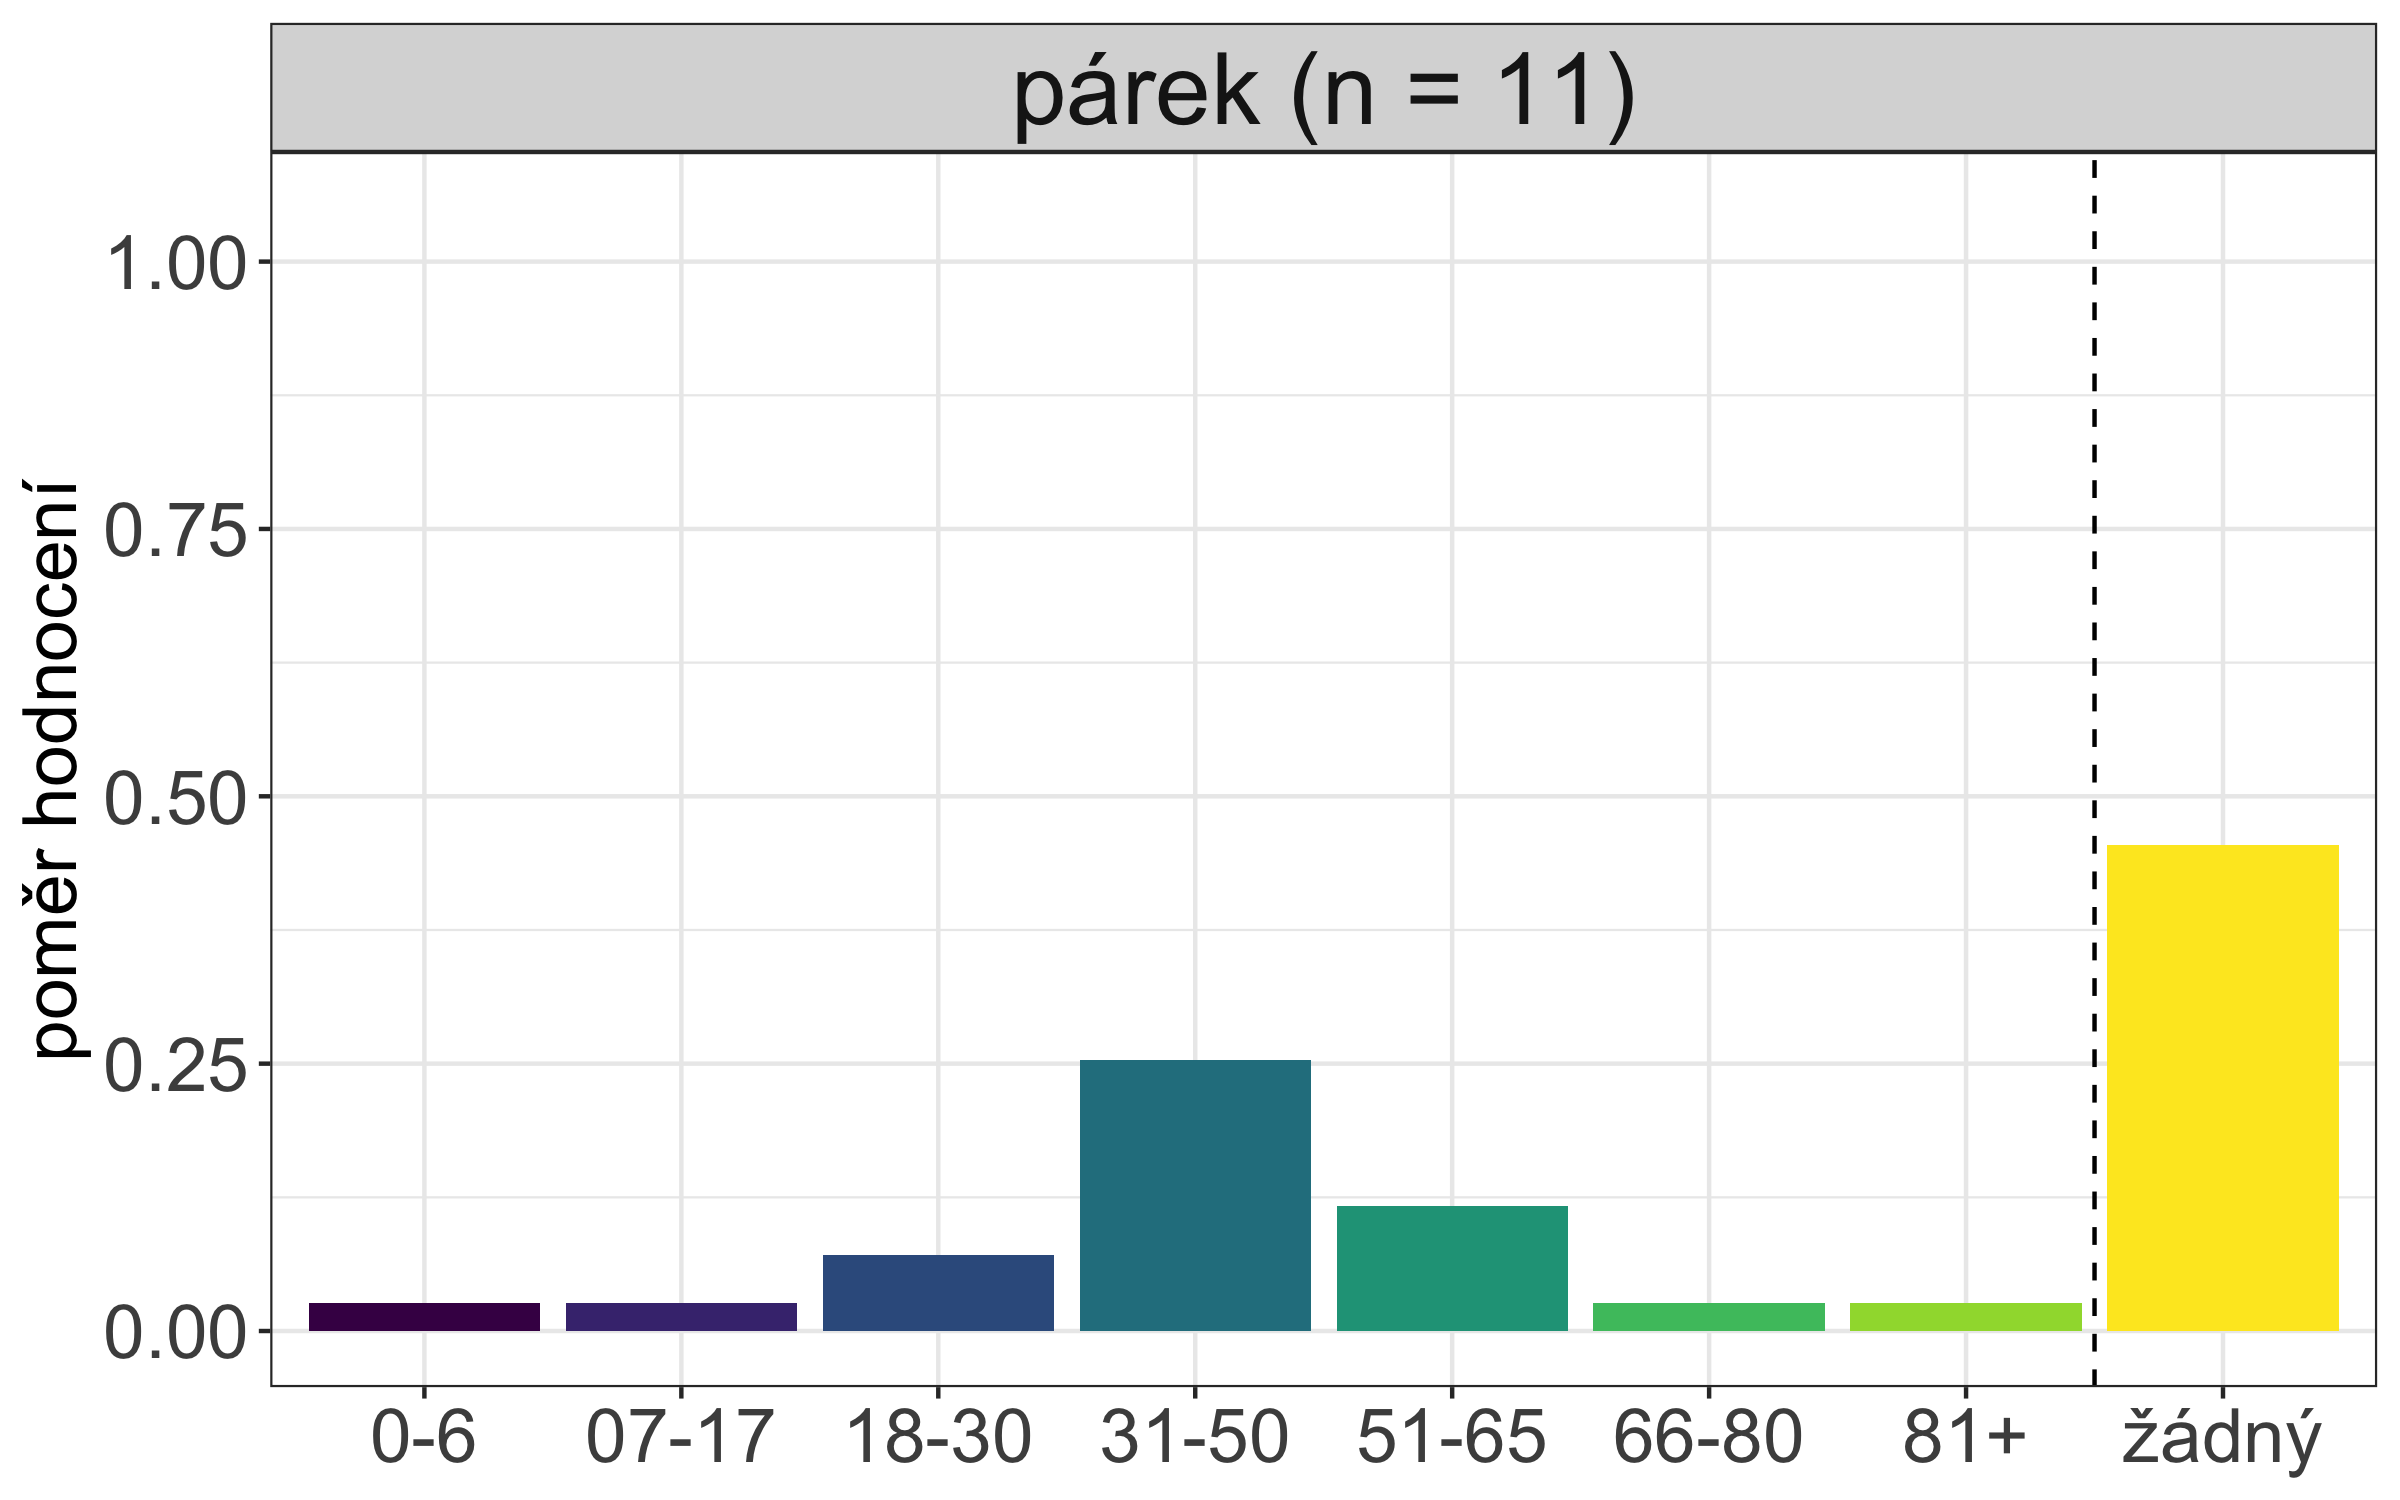 párek (n = 11)
poměr hodnocení
1.00
0.75
0.50
0.25
0.00
0-6 07-17 18-30 31-50 51-65 66-80 81+ žádný